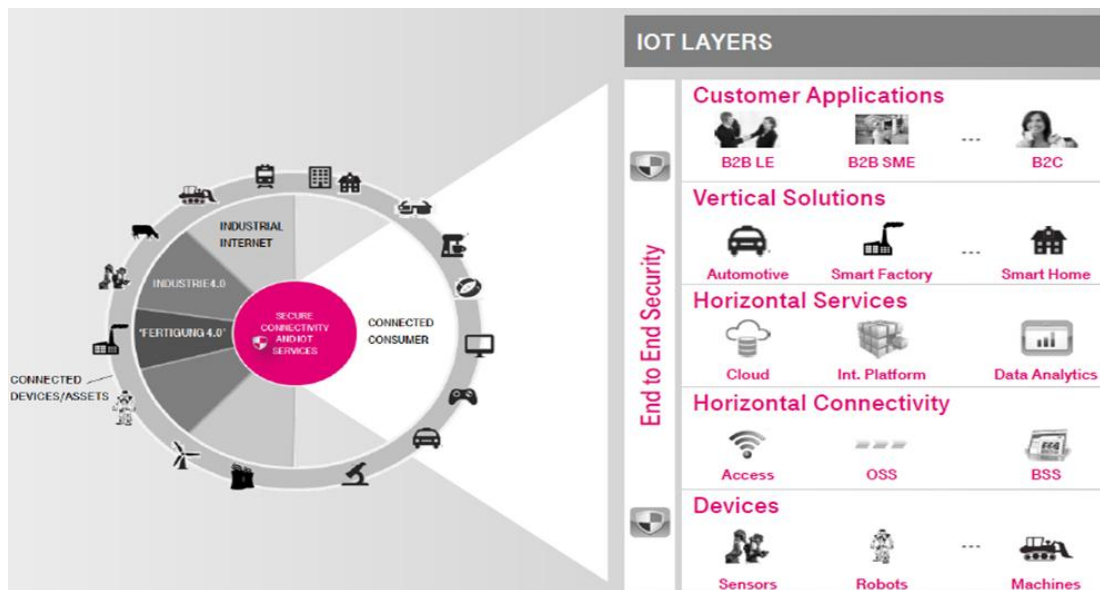 INDUSTRIAL
INTERNET
INDUSTRIE4.0
"FERTIGUNG 4.0"
SECURE
CONNECTIVITY
AND IOT
SERVICES
CONNECTED
CONSUMER
CONNECTED
DEVICES/ASSETS
IOT LAYERS
End to End Security
Customer Applications
B2B LE B2B SME ... B2C
Vertical Solutions
Automotive Smart Factory ... Smart Home
Horizontal Services
Cloud Int. Platform Data Analytics
Horizontal Connectivity
Access OSS BSS
Devices
...
Sensors Robots Machines